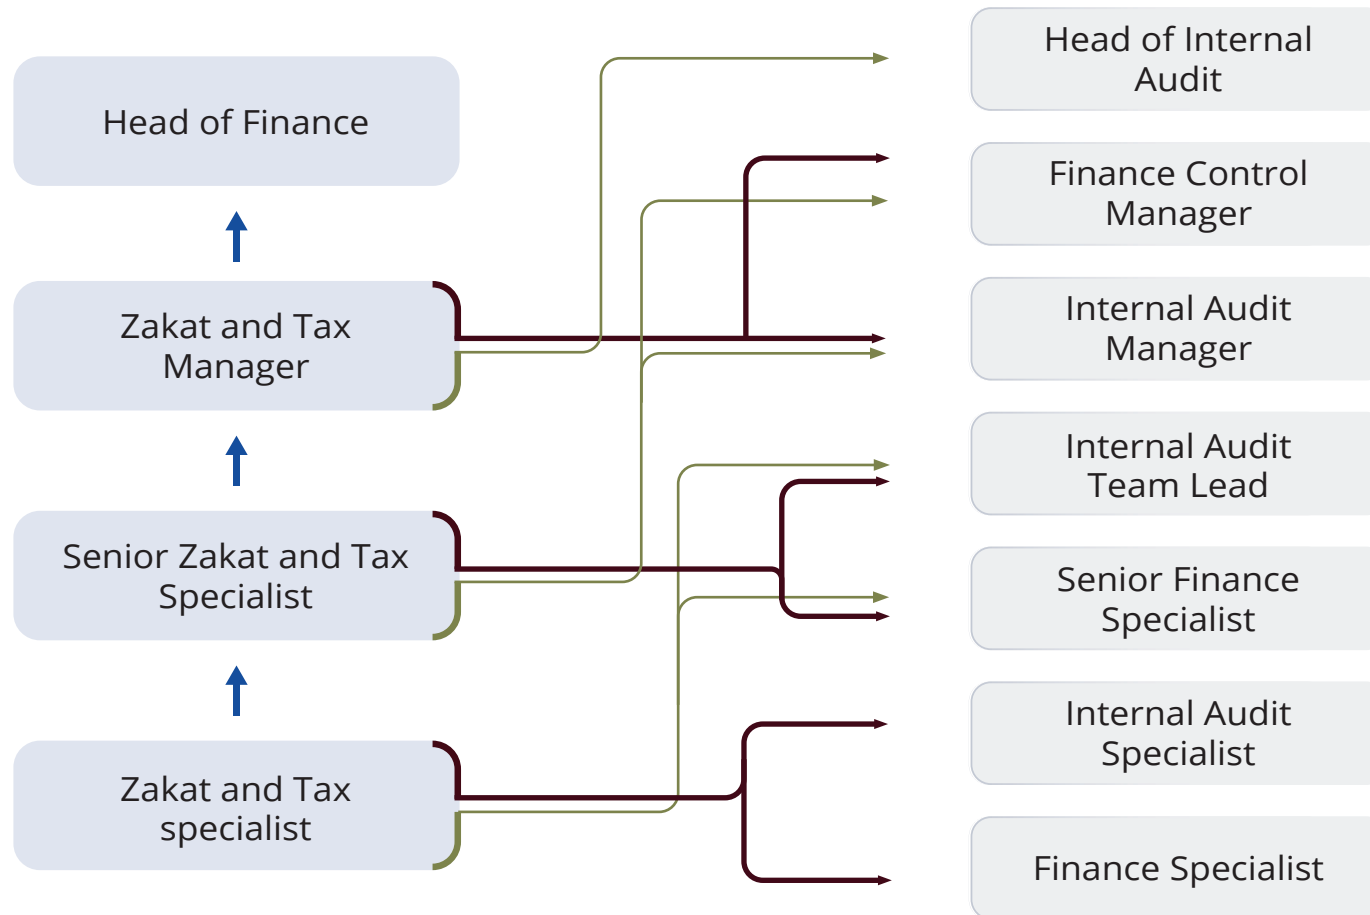 Head of Finance
Zakat and Tax
Manager
Senior Zakat and Tax
Specialist
Zakat and Tax
specialist
Head of Internal
Audit
Finance Control
Manager
Internal Audit
Manager
Internal Audit
Team Lead
Senior Finance
Specialist
Internal Audit
Specialist
Finance Specialist